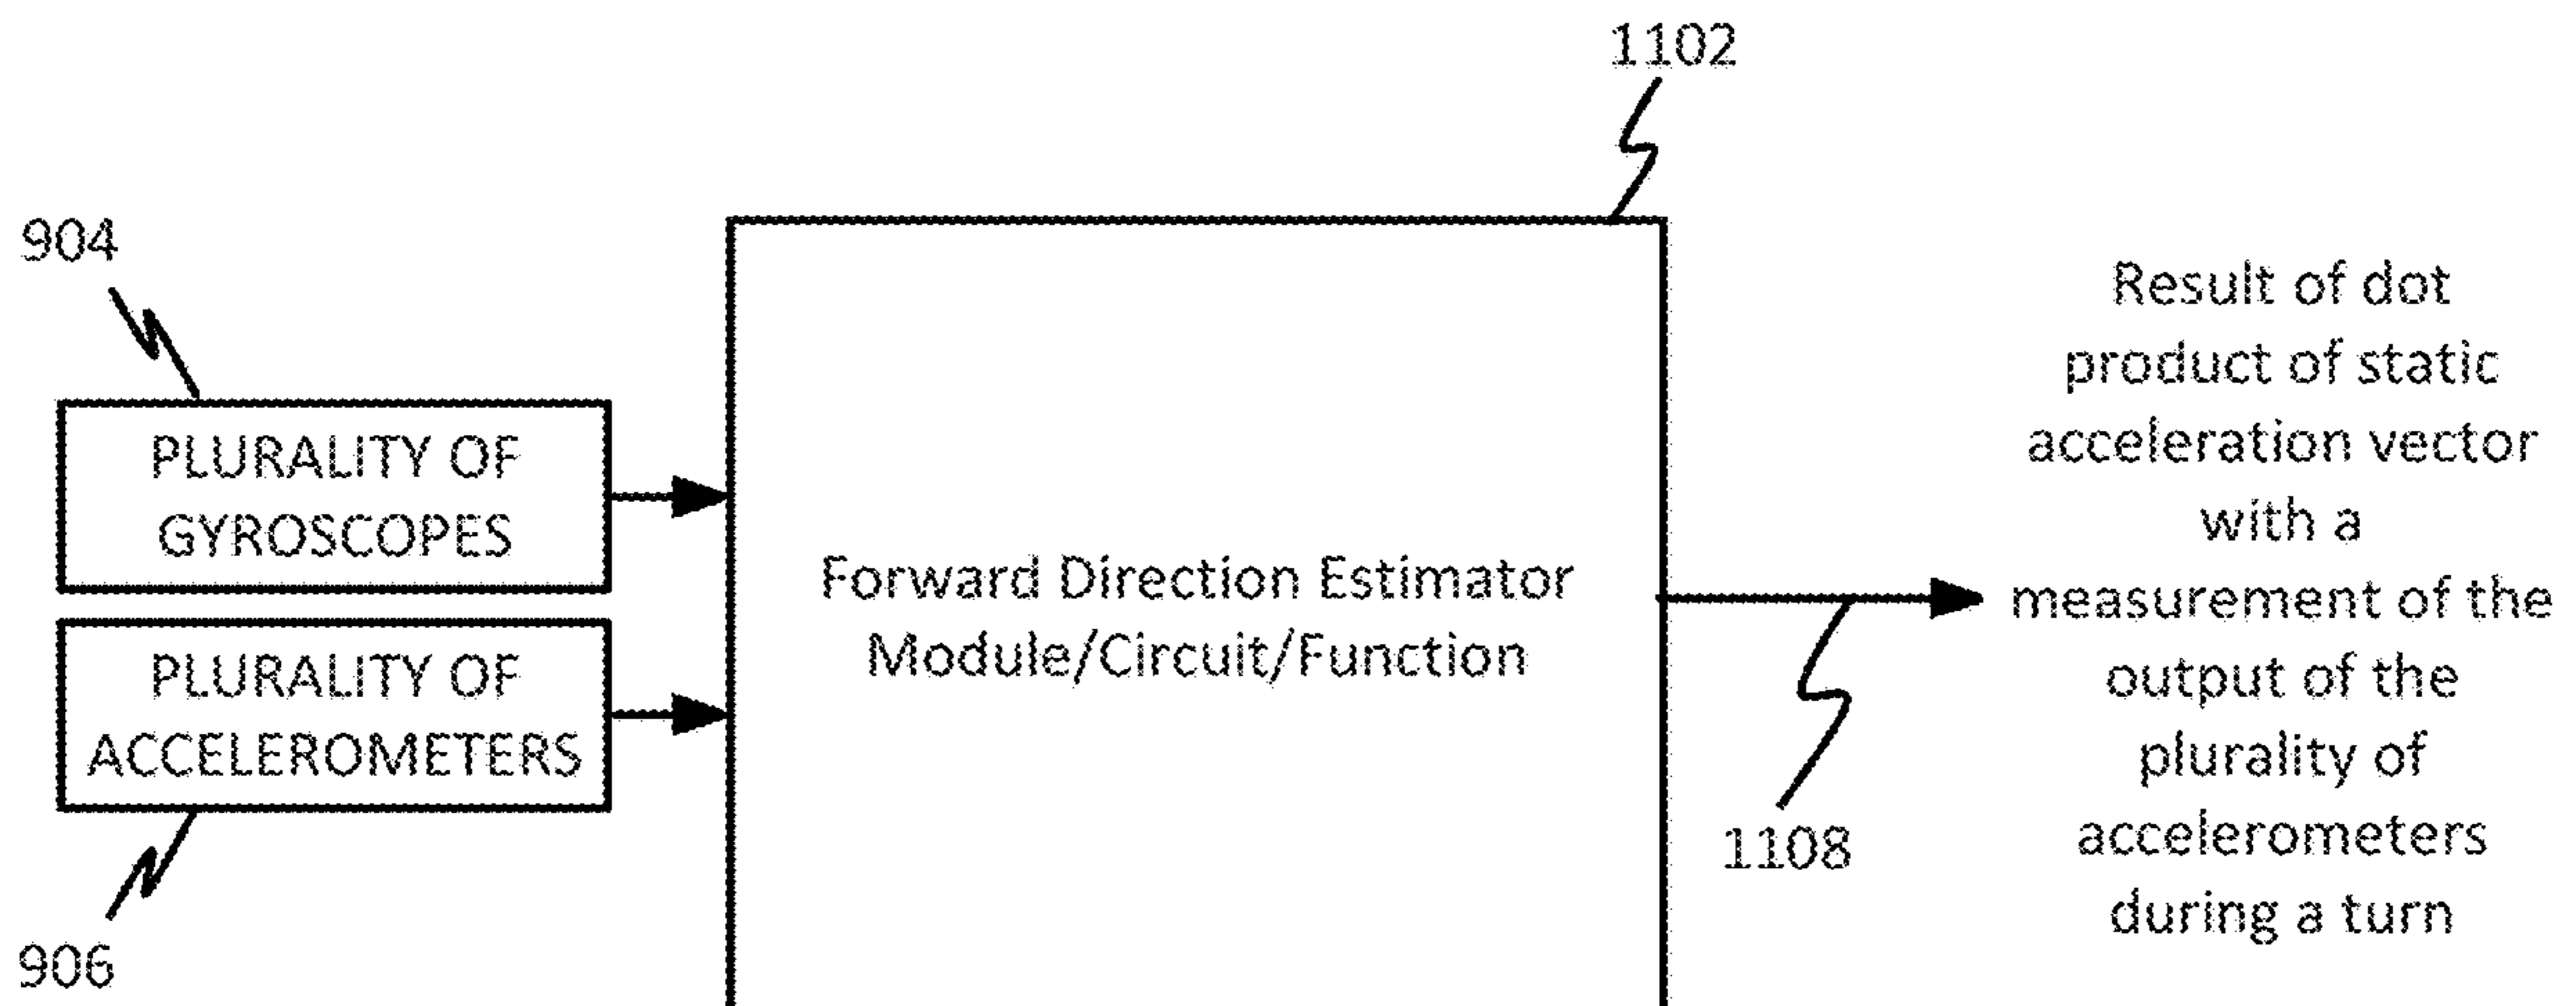 1102
904
PLURALITY OF
GYROSCOPES
PLURALITY OF
ACCELEROMETERS
906
Forward Direction Estimator
Module/Circuit/Function
1108
Result of dot
product of static
acceleration vector
with a
measurement of the
output of the
plurality of
accelerometers
during a turn